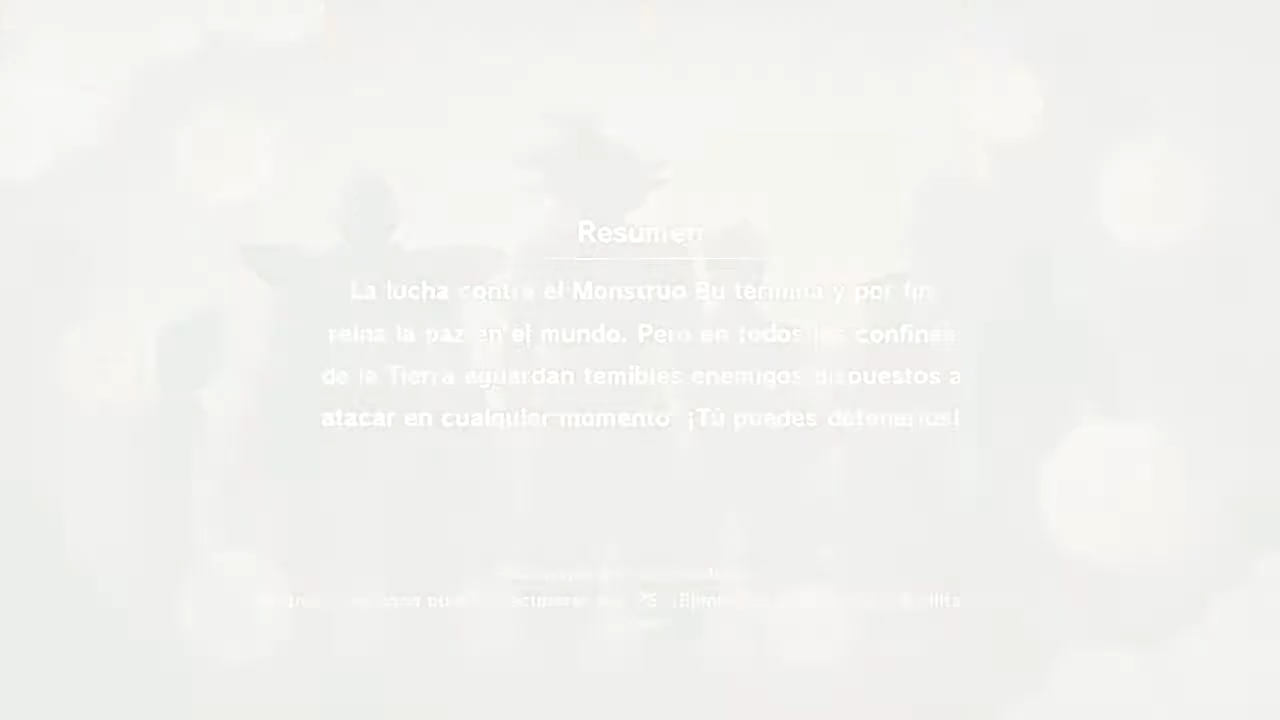 Resumen
La lucha contra el Monstruo Bu termina y por fin
reina la paz en el mundo. Pero en todos los confines
de la Tierra aguardan temibles enemigos dispuestos a
atacar en cualquier momento. ¡Tú puedes detenerlos!